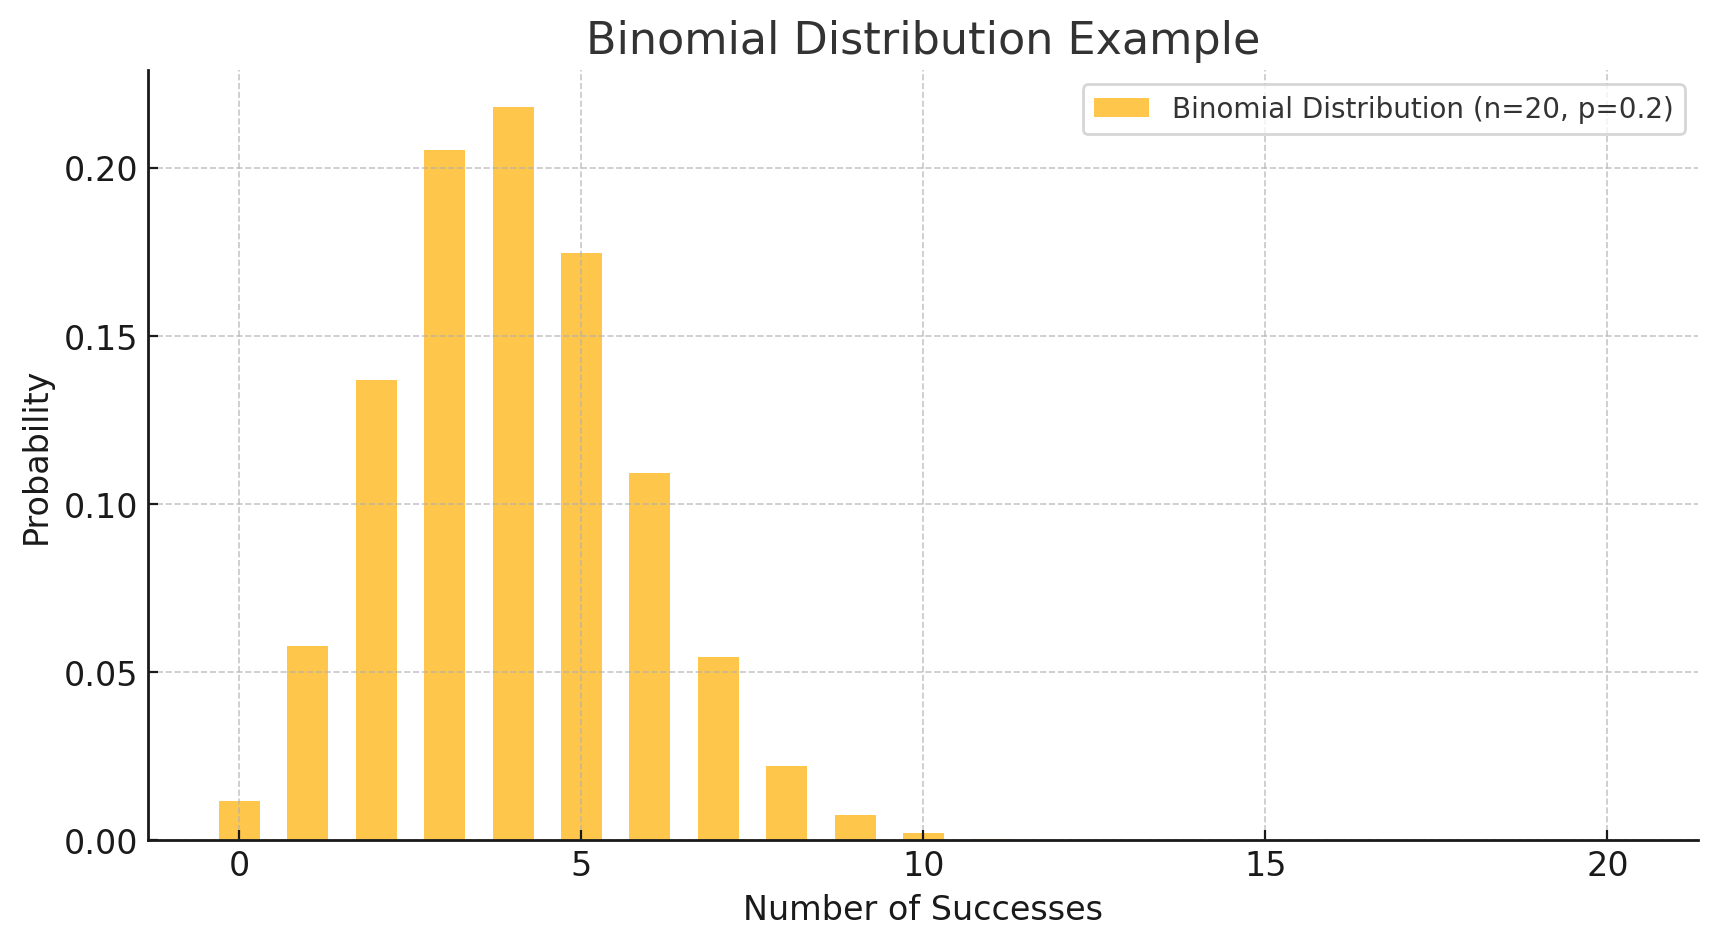 Binomial Distribution Example
Binomial Distribution (n=20, p=0.2)
Probability
0.20
0.15
0.10
0.05
0.00
0 5 10 15 20
Number of Successes